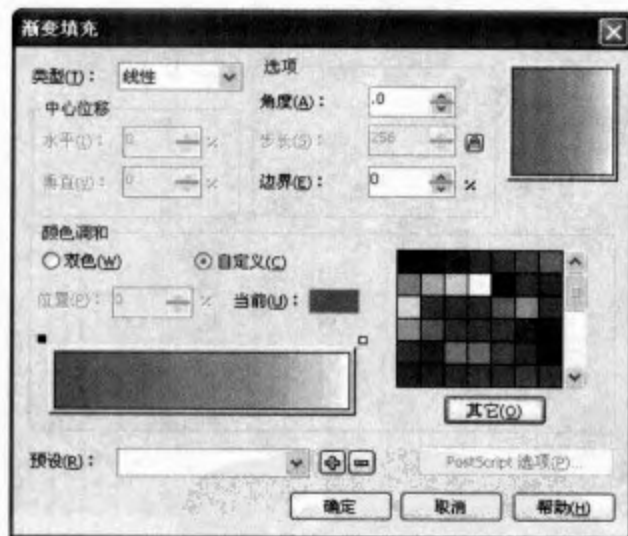 渐变填充
类型(T)： 线性
选项
中心位移
角度(A)： .0
水平(I)： 0 %
步长(S)： 256
垂直(V)： 0 %
边界(E)： 0 %
颜色调和
双色(W) 自定义(C)
位置(P)： 0 % 当前(U)：
其它(O)
预设(R)：
PostScript 选项(P)...
确定 取消 帮助(H)